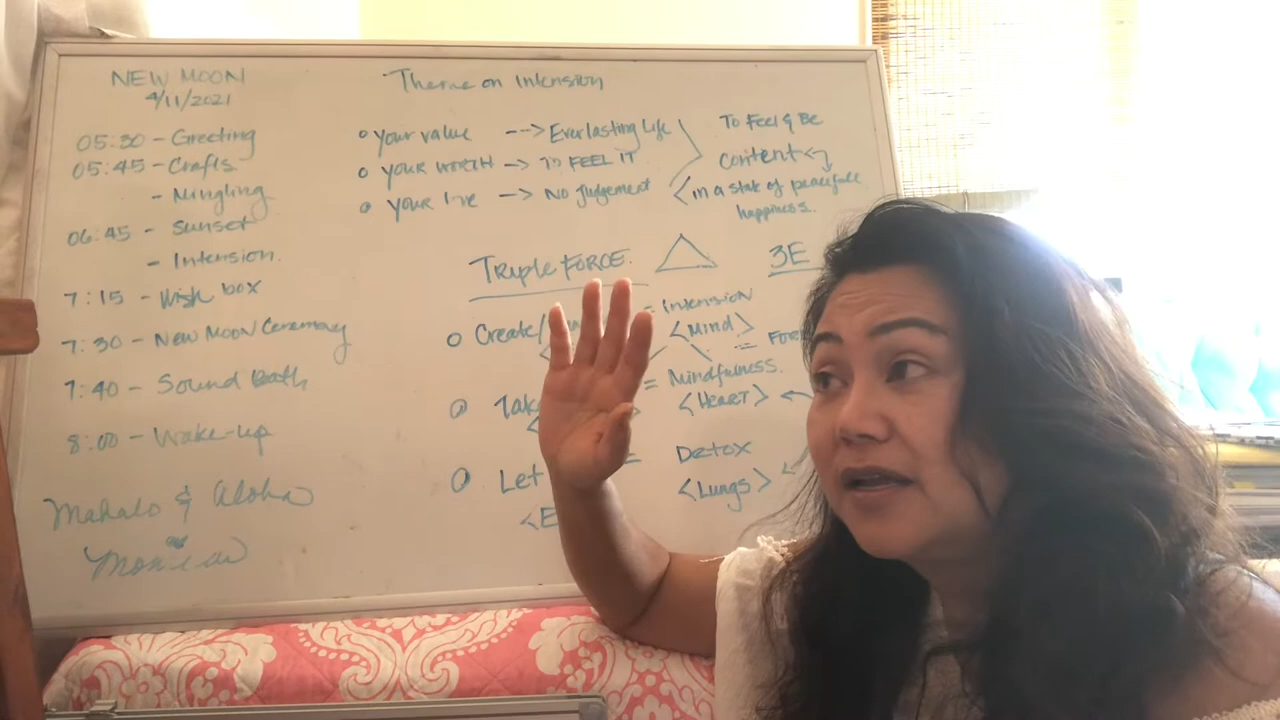 NEW MOON
4/11/2021
05:30 - Greeting
05:45 - Crafts
- Mingling
06:45 - Sunset
- Intension.
7:15 - Wish box
7:30 - New Moon Ceremony
7:40 - Sound Bath
8:00 - Wake-up
Mahalo & Aloha
Theme on Intension
Your value --> Everlasting Life
YOUR WORTH --> TO FEEL IT
YOUR --> No Judgement
To Feel & Be
Content
in a state of peaceful
happiness.
TRIPLE FORCE.
3E
Create/
= Intension
<Mind>
=
= Mindfulness.
<HEART>
Let
= Detox
<Lungs>